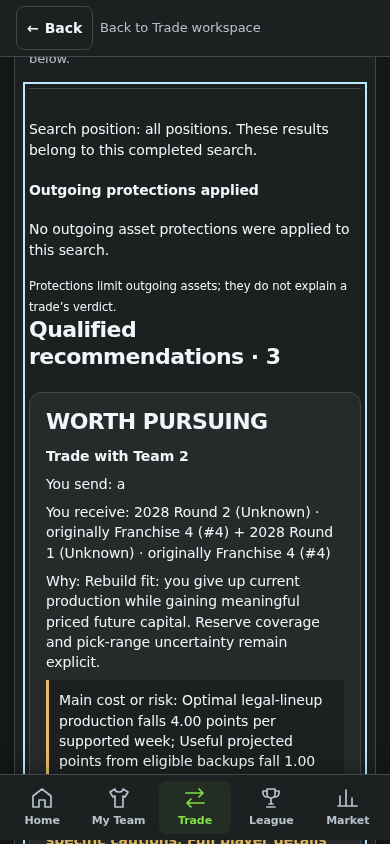 ← Back
Back to Trade workspace
below.
Search position: all positions. These results
belong to this completed search.
Outgoing protections applied
No outgoing asset protections were applied to
this search.
Protections limit outgoing assets; they do not explain a
trade’s verdict.
Qualified
recommendations · 3
WORTH PURSUING
Trade with Team 2
You send: a
You receive: 2028 Round 2 (Unknown) ·
originally Franchise 4 (#4) + 2028 Round
1 (Unknown) · originally Franchise 4 (#4)
Why: Rebuild fit: you give up current
production while gaining meaningful
priced future capital. Reserve coverage
and pick-range uncertainty remain
explicit.
Main cost or risk: Optimal legal-lineup
production falls 4.00 points per
supported week; Useful projected
points from eligible backups fall 1.00
Home
My Team
Trade
League
Market
specific cautions. Full player details